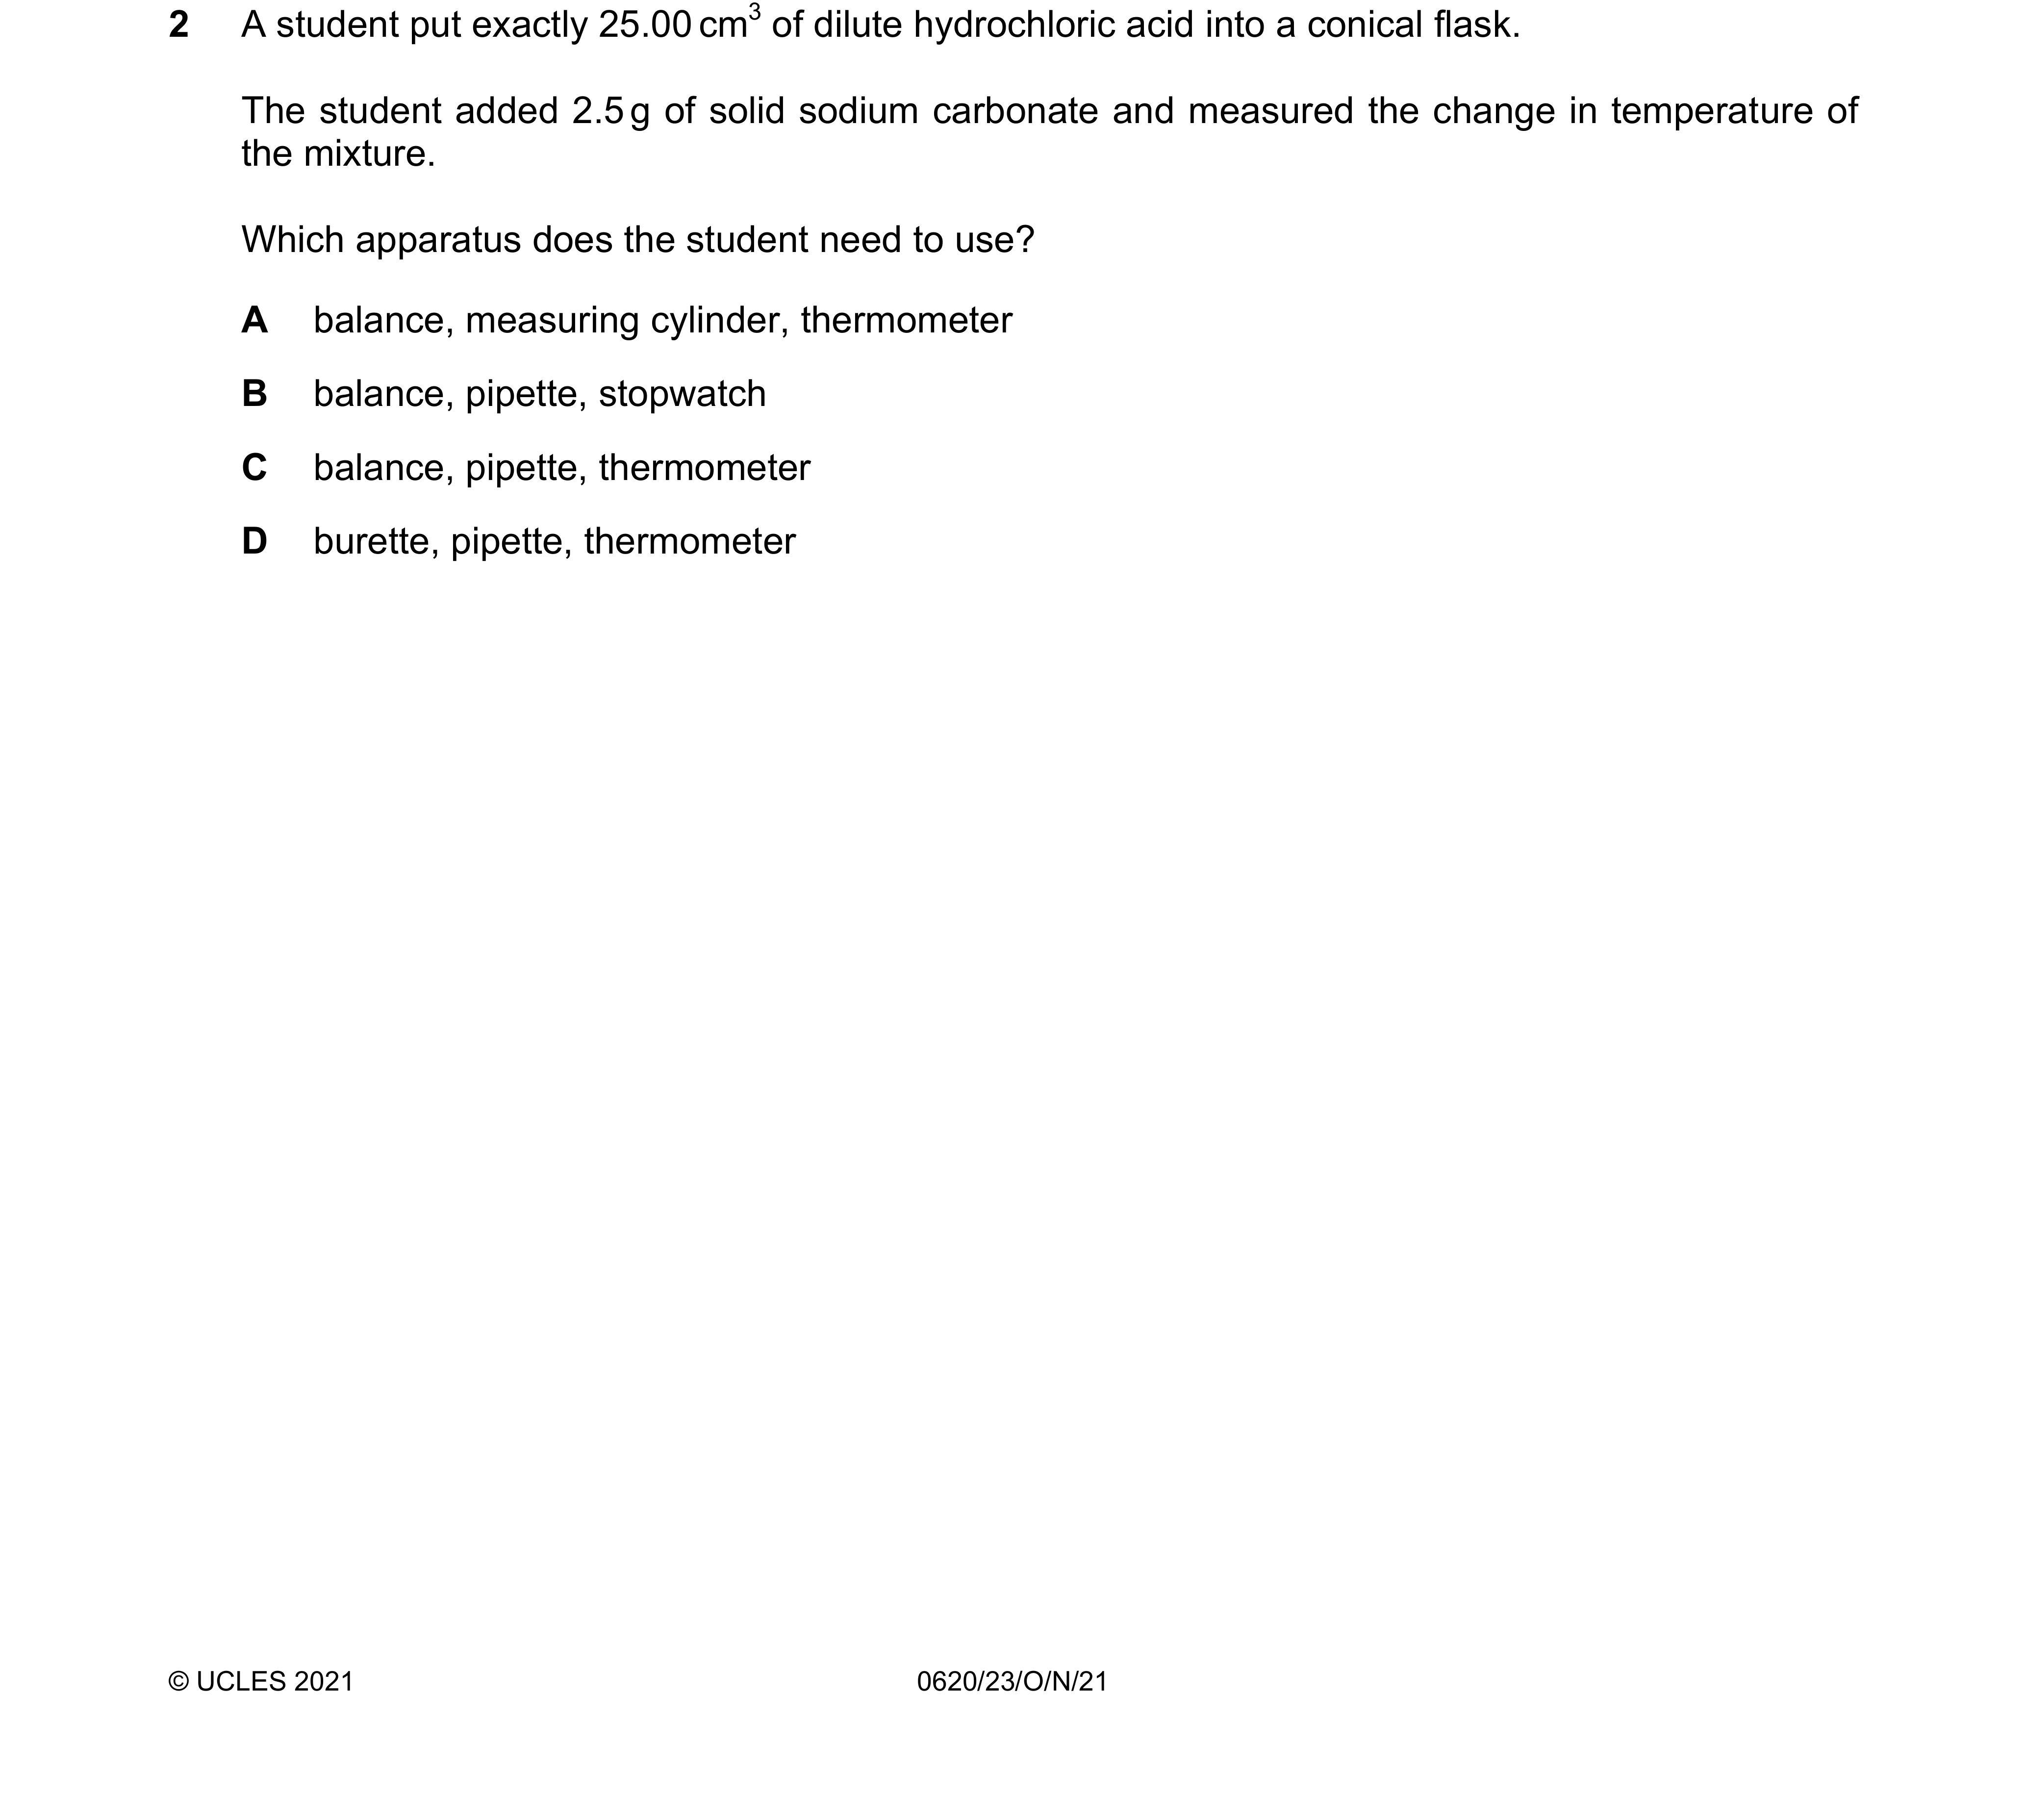 2 A student put exactly 25.00 cm³ of dilute hydrochloric acid into a conical flask.
The student added 2.5 g of solid sodium carbonate and measured the change in temperature of
the mixture.
Which apparatus does the student need to use?
A balance, measuring cylinder, thermometer
B balance, pipette, stopwatch
C balance, pipette, thermometer
D burette, pipette, thermometer
© UCLES 2021 0620/23/O/N/21